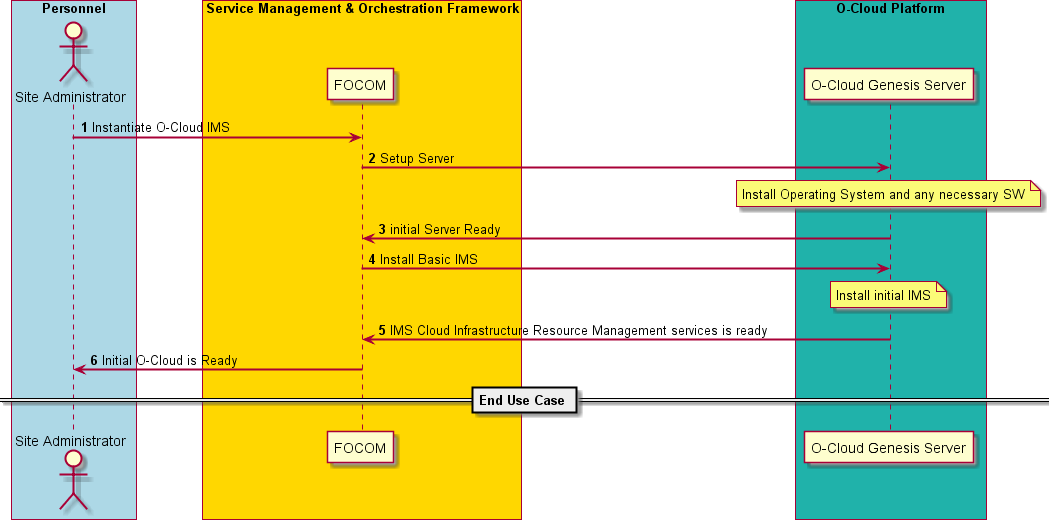 Personnel
Service Management & Orchestration Framework
O-Cloud Platform
Site Administrator
FOCOM
O-Cloud Genesis Server
1 Instantiate O-Cloud IMS
2 Setup Server
Install Operating System and any necessary SW
3 initial Server Ready
4 Install Basic IMS
Install initial IMS
5 IMS Cloud Infrastructure Resource Management services is ready
6 Initial O-Cloud is Ready
End Use Case
Site Administrator
FOCOM
O-Cloud Genesis Server